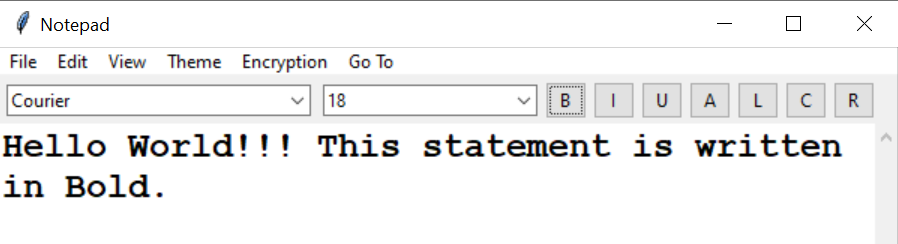 Notepad
File Edit View Theme Encryption Go To
Courier 18 B I U A L C R
Hello World!!! This statement is written
in Bold.